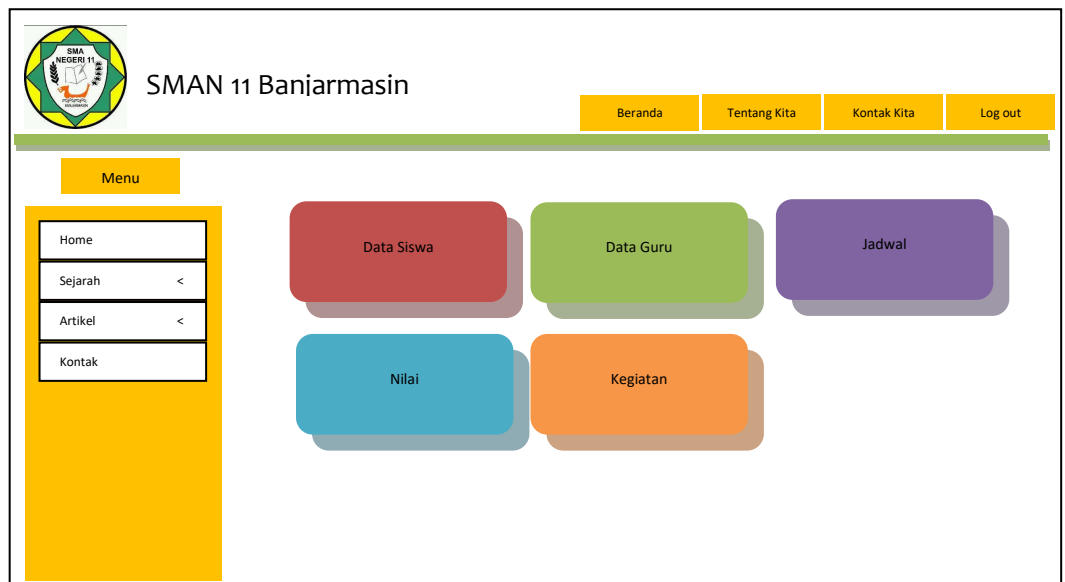 SMA
NEGERI 11
BANJARMASIN
SMAN 11 Banjarmasin
Beranda
Tentang Kita
Kontak Kita
Log out
Menu
Home
Sejarah <
Artikel <
Kontak
Data Siswa
Data Guru
Jadwal
Nilai
Kegiatan